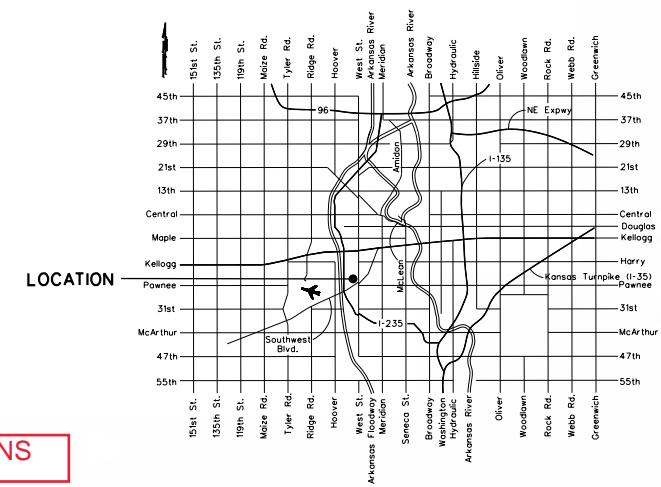 151st St.
135th St.
119th St.
Maize Rd.
Tyler Rd.
Ridge Rd.
Hoover
West St.
Arkansas River
Meridian
Arkansas River
Broadway
Hydraulic
Hillside
Oliver
Woodlawn
Rock Rd.
Webb Rd.
Greenwich
45th
37th
29th
21st
13th
Central
Maple
Kellogg
Pawnee
31st
McArthur
47th
55th
45th
37th
29th
21st
13th
Central
Douglas
Kellogg
Harry
Pawnee
31st
McArthur
47th
55th
96
NE Expwy
Amidon
I-135
McLean
Kansas Turnpike (I-35)
LOCATION
I-235
Southwest
Blvd.
151st St.
135th St.
119th St.
Maize Rd.
Tyler Rd.
Ridge Rd.
Hoover
West St.
Arkansas Floodway
Meridian
Seneca St.
Broadway
Washington
Hydraulic
Arkansas River
Oliver
Woodlawn
Rock Rd.
Webb Rd.
Greenwich
NS